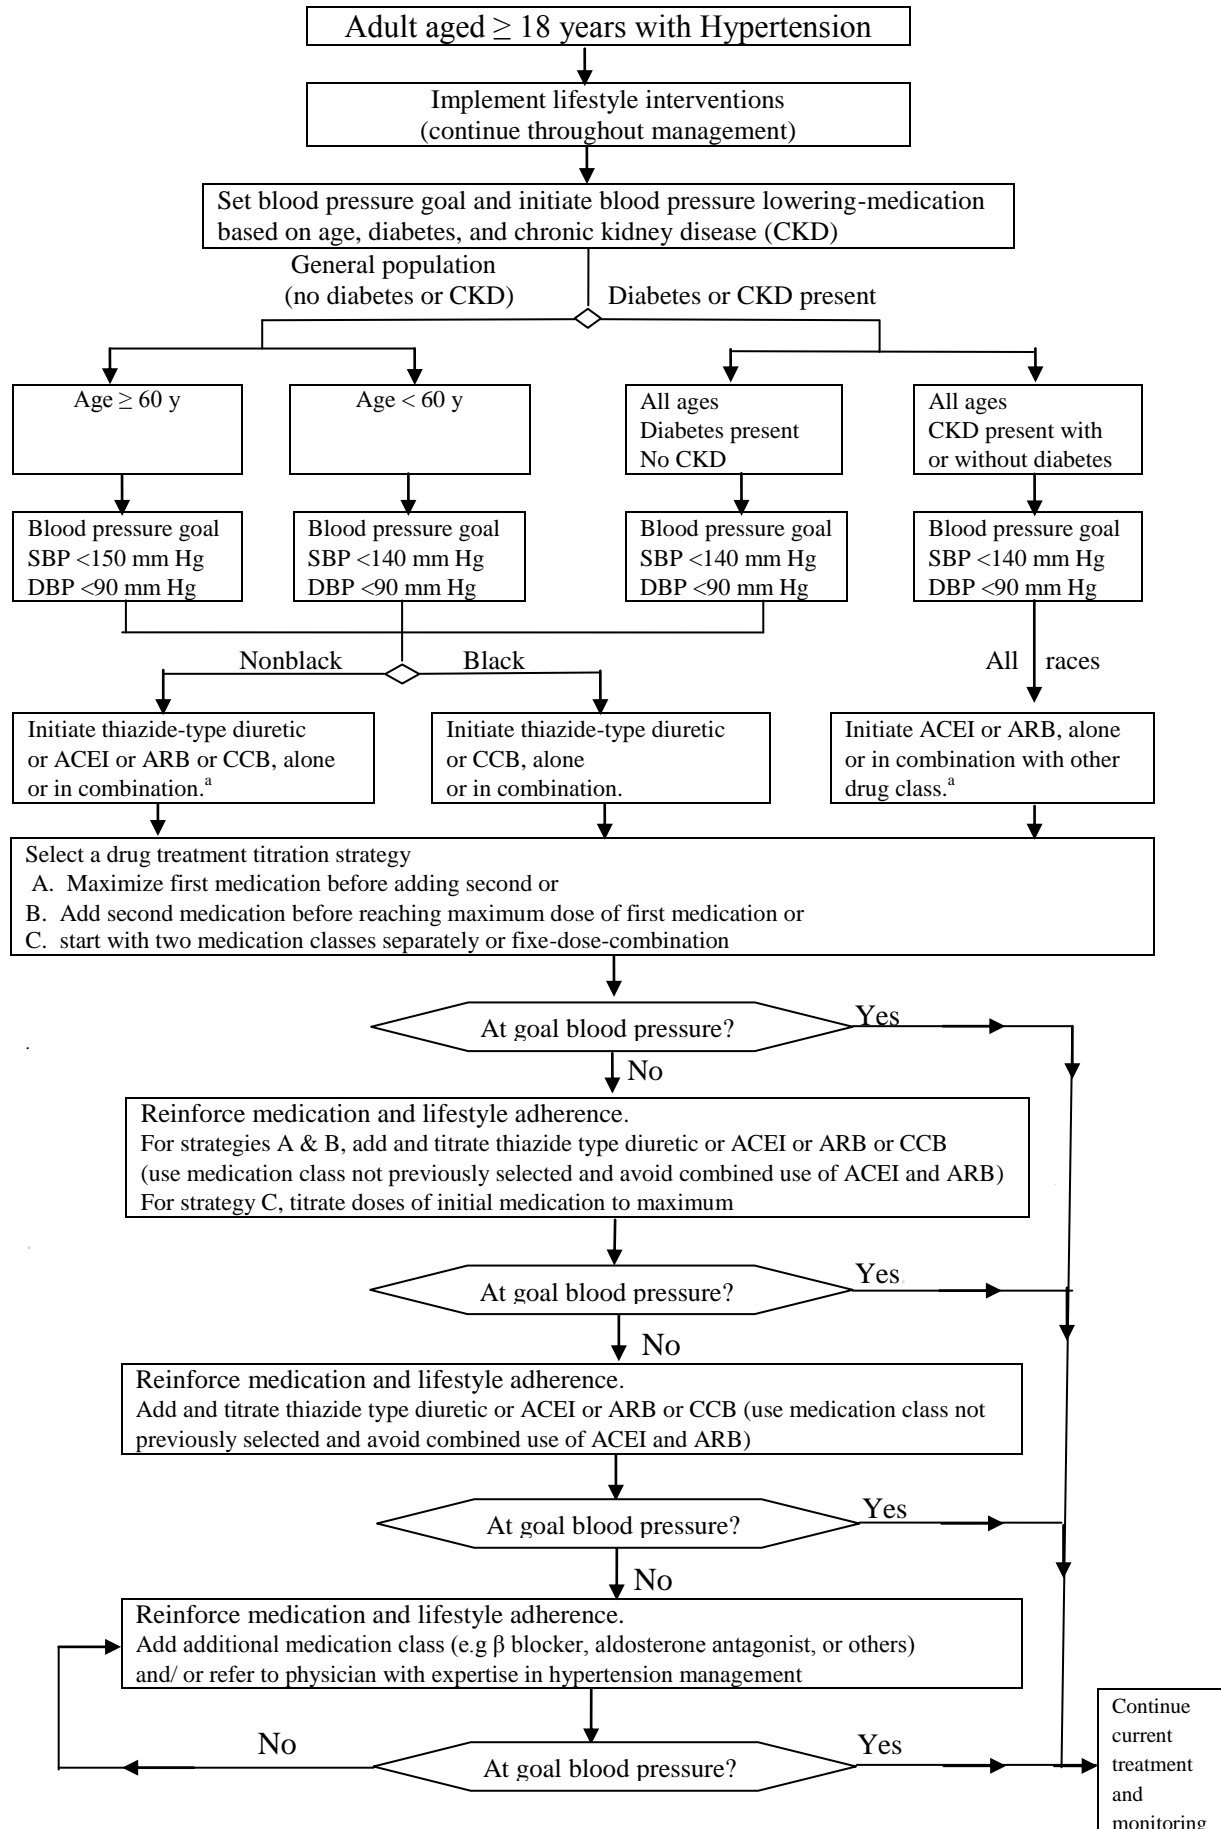 Adult aged ≥ 18 years with Hypertension
Implement lifestyle interventions
(continue throughout management)
Set blood pressure goal and initiate blood pressure lowering-medication
based on age, diabetes, and chronic kidney disease (CKD)
General population
(no diabetes or CKD)
Diabetes or CKD present
Age ≥ 60 y
Age < 60 y
All ages
Diabetes present
No CKD
All ages
CKD present with
or without diabetes
Blood pressure goal
SBP <150 mm Hg
DBP <90 mm Hg
Blood pressure goal
SBP <140 mm Hg
DBP <90 mm Hg
Blood pressure goal
SBP <140 mm Hg
DBP <90 mm Hg
Blood pressure goal
SBP <140 mm Hg
DBP <90 mm Hg
Nonblack
Black
All races
Initiate thiazide-type diuretic
or ACEI or ARB or CCB, alone
or in combination.ᵃ
Initiate thiazide-type diuretic
or CCB, alone
or in combination.
Initiate ACEI or ARB, alone
or in combination with other
drug class.ᵃ
Select a drug treatment titration strategy
A. Maximize first medication before adding second or
B. Add second medication before reaching maximum dose of first medication or
C. start with two medication classes separately or fixe-dose-combination
At goal blood pressure?
Yes
No
Reinforce medication and lifestyle adherence.
For strategies A & B, add and titrate thiazide type diuretic or ACEI or ARB or CCB
(use medication class not previously selected and avoid combined use of ACEI and ARB)
For strategy C, titrate doses of initial medication to maximum
At goal blood pressure?
Yes
No
Reinforce medication and lifestyle adherence.
Add and titrate thiazide type diuretic or ACEI or ARB or CCB (use medication class not
previously selected and avoid combined use of ACEI and ARB)
At goal blood pressure?
Yes
No
Reinforce medication and lifestyle adherence.
Add additional medication class (e.g β blocker, aldosterone antagonist, or others)
and/ or refer to physician with expertise in hypertension management
No
At goal blood pressure?
Yes
Continue
current
treatment
and
monitoring